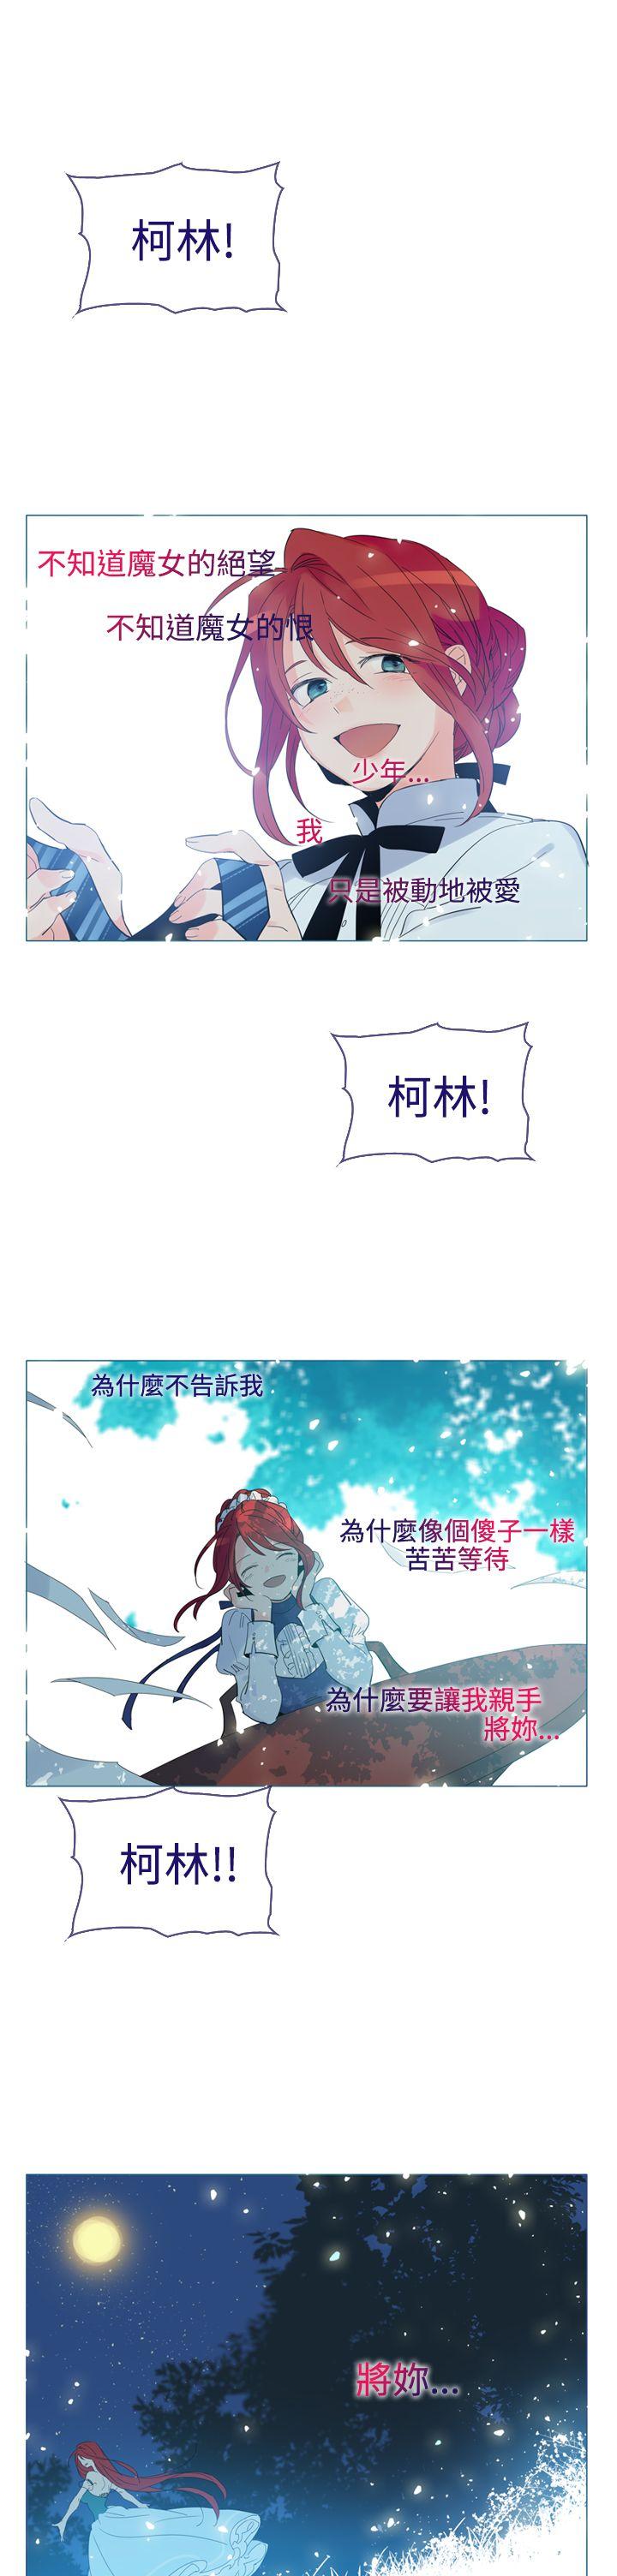 柯林!
不知道魔女的絕望
不知道魔女的恨
少年...
我
只是被動地被愛
柯林!
為什麼不告訴我
為什麼像個傻子一樣
苦苦等待
為什麼要讓我親手
將妳...
柯林!!
將妳...